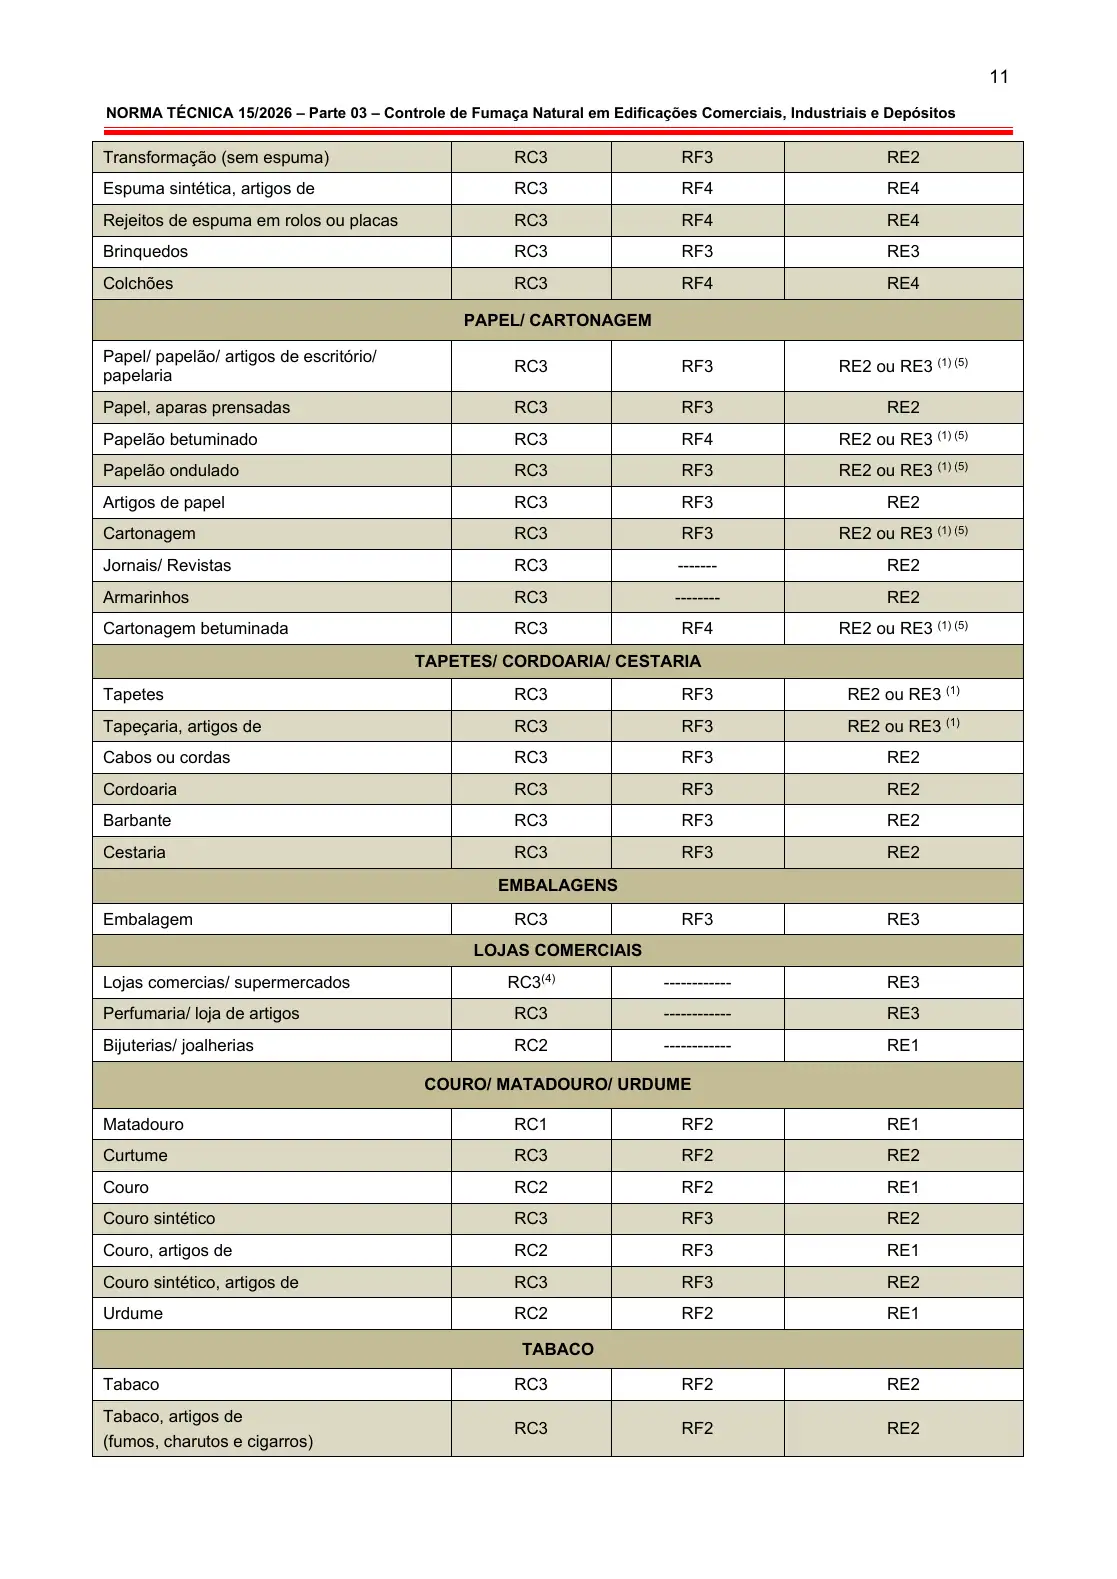 11
NORMA TÉCNICA 15/2026 – Parte 03 – Controle de Fumaça Natural em Edificações Comerciais, Industriais e Depósitos
Transformação (sem espuma) RC3 RF3 RE2
Espuma sintética, artigos de RC3 RF4 RE4
Rejeitos de espuma em rolos ou placas RC3 RF4 RE4
Brinquedos RC3 RF3 RE3
Colchões RC3 RF4 RE4
PAPEL/ CARTONAGEM
Papel/ papelão/ artigos de escritório/
papelaria RC3 RF3 RE2 ou RE3 (1) (5)
Papel, aparas prensadas RC3 RF3 RE2
Papelão betuminado RC3 RF4 RE2 ou RE3 (1) (5)
Papelão ondulado RC3 RF3 RE2 ou RE3 (1) (5)
Artigos de papel RC3 RF3 RE2
Cartonagem RC3 RF3 RE2 ou RE3 (1) (5)
Jornais/ Revistas RC3 ------- RE2
Armarinhos RC3 -------- RE2
Cartonagem betuminada RC3 RF4 RE2 ou RE3 (1) (5)
TAPETES/ CORDOARIA/ CESTARIA
Tapetes RC3 RF3 RE2 ou RE3 (1)
Tapeçaria, artigos de RC3 RF3 RE2 ou RE3 (1)
Cabos ou cordas RC3 RF3 RE2
Cordoaria RC3 RF3 RE2
Barbante RC3 RF3 RE2
Cestaria RC3 RF3 RE2
EMBALAGENS
Embalagem RC3 RF3 RE3
LOJAS COMERCIAIS
Lojas comercias/ supermercados RC3(4) ------------ RE3
Perfumaria/ loja de artigos RC3 ------------ RE3
Bijuterias/ joalherias RC2 ------------ RE1
COURO/ MATADOURO/ URDUME
Matadouro RC1 RF2 RE1
Curtume RC3 RF2 RE2
Couro RC2 RF2 RE1
Couro sintético RC3 RF3 RE2
Couro, artigos de RC2 RF3 RE1
Couro sintético, artigos de RC3 RF3 RE2
Urdume RC2 RF2 RE1
TABACO
Tabaco RC3 RF2 RE2
Tabaco, artigos de
(fumos, charutos e cigarros) RC3 RF2 RE2